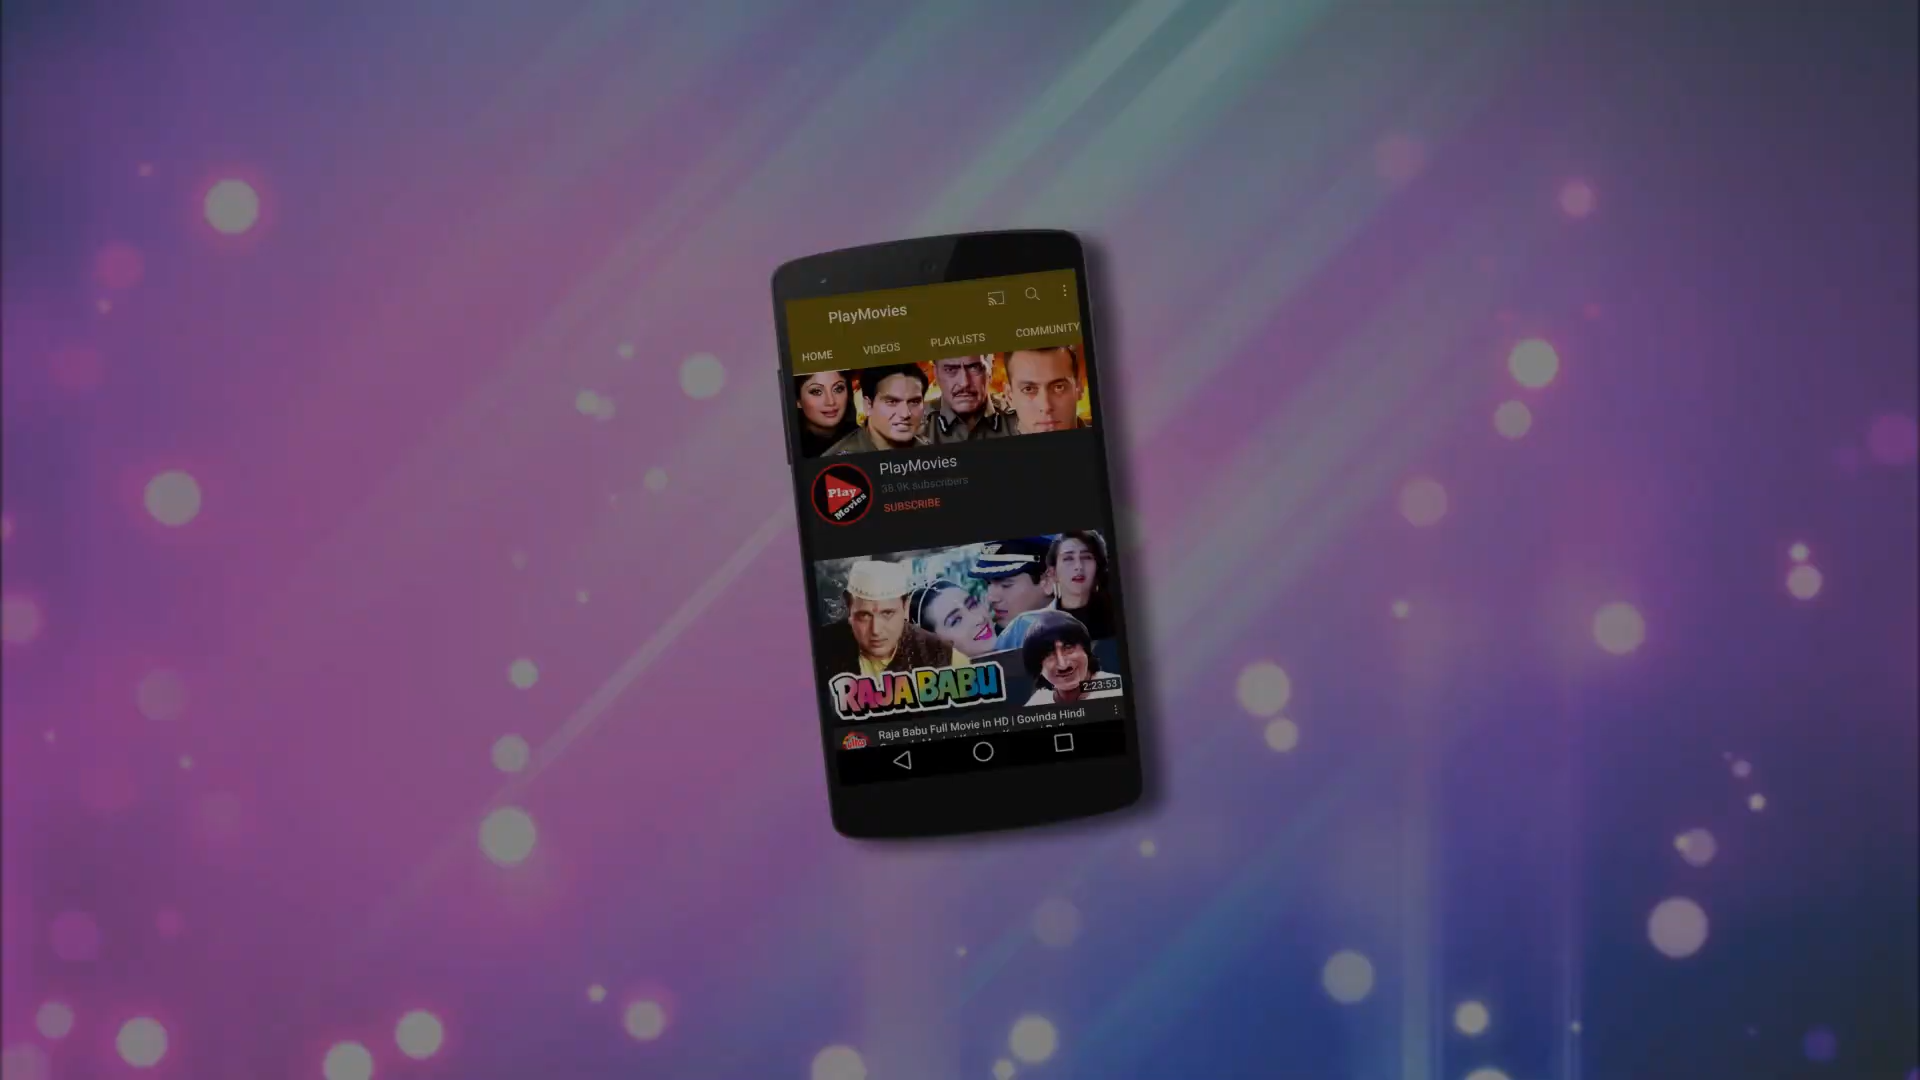 PlayMovies
HOME VIDEOS PLAYLISTS COMMUNITY
PlayMovies
38.9K subscribers
SUBSCRIBE
Play
Movies
RAJA BABU
2:23:53
Raja Babu Full Movie in HD | Govinda Hindi